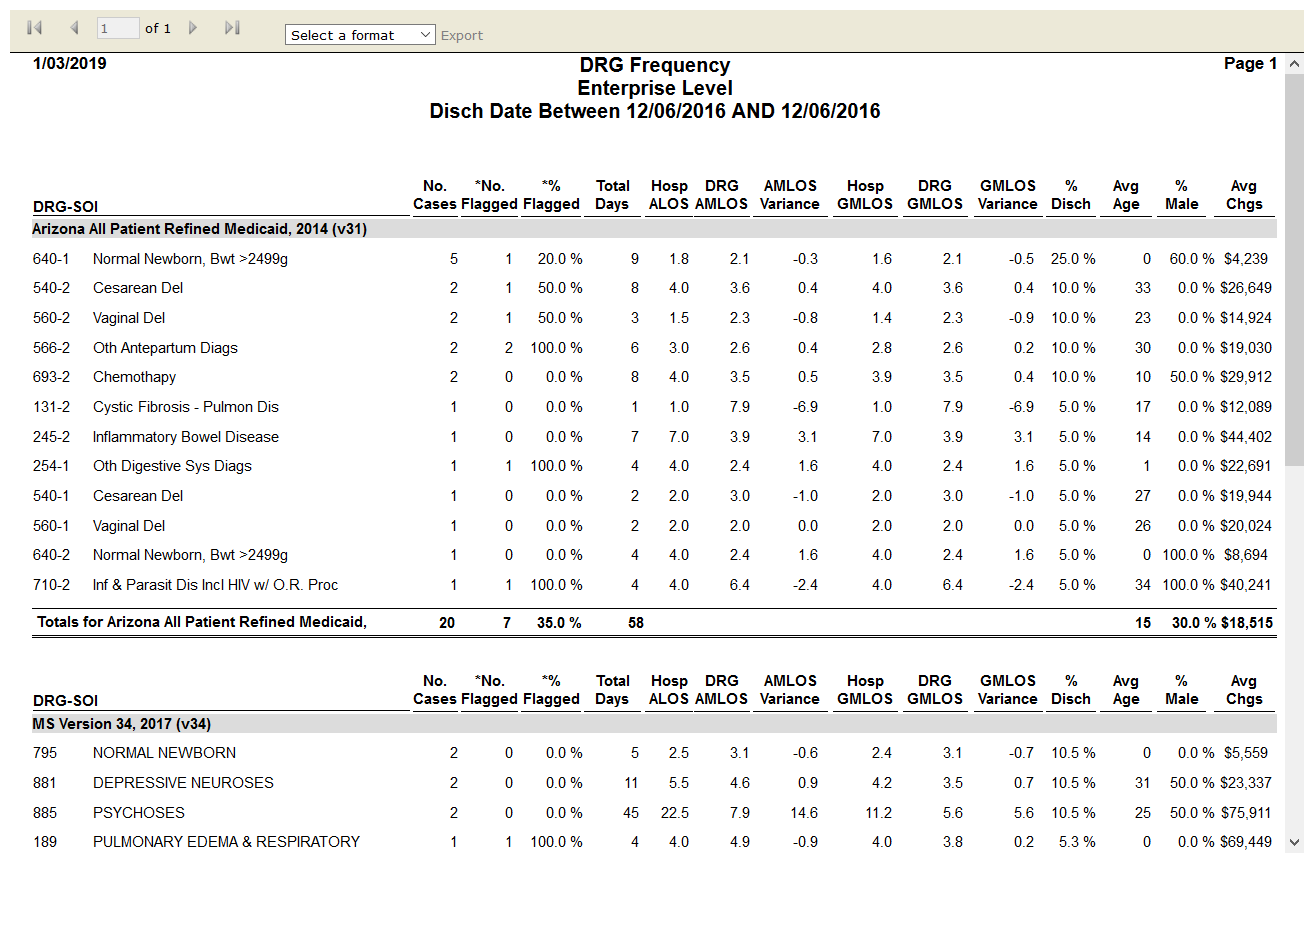 1 of 1 Select a format Export
1/03/2019 DRG Frequency Page 1
Enterprise Level
Disch Date Between 12/06/2016 AND 12/06/2016
No. *No. *% Total Hosp DRG AMLOS Hosp DRG GMLOS % Avg % Avg
DRG-SOI Cases Flagged Flagged Days ALOS AMLOS Variance GMLOS GMLOS Variance Disch Age Male Chgs
Arizona All Patient Refined Medicaid, 2014 (v31)
640-1 Normal Newborn, Bwt >2499g 5 1 20.0 % 9 1.8 2.1 -0.3 1.6 2.1 -0.5 25.0 % 0 60.0 % $4,239
540-2 Cesarean Del 2 1 50.0 % 8 4.0 3.6 0.4 4.0 3.6 0.4 10.0 % 33 0.0 % $26,649
560-2 Vaginal Del 2 1 50.0 % 3 1.5 2.3 -0.8 1.4 2.3 -0.9 10.0 % 23 0.0 % $14,924
566-2 Oth Antepartum Diags 2 2 100.0 % 6 3.0 2.6 0.4 2.8 2.6 0.2 10.0 % 30 0.0 % $19,030
693-2 Chemothapy 2 0 0.0 % 8 4.0 3.5 0.5 3.9 3.5 0.4 10.0 % 10 50.0 % $29,912
131-2 Cystic Fibrosis - Pulmon Dis 1 0 0.0 % 1 1.0 7.9 -6.9 1.0 7.9 -6.9 5.0 % 17 0.0 % $12,089
245-2 Inflammatory Bowel Disease 1 0 0.0 % 7 7.0 3.9 3.1 7.0 3.9 3.1 5.0 % 14 0.0 % $44,402
254-1 Oth Digestive Sys Diags 1 1 100.0 % 4 4.0 2.4 1.6 4.0 2.4 1.6 5.0 % 1 0.0 % $22,691
540-1 Cesarean Del 1 0 0.0 % 2 2.0 3.0 -1.0 2.0 3.0 -1.0 5.0 % 27 0.0 % $19,944
560-1 Vaginal Del 1 0 0.0 % 2 2.0 2.0 0.0 2.0 2.0 0.0 5.0 % 26 0.0 % $20,024
640-2 Normal Newborn, Bwt >2499g 1 0 0.0 % 4 4.0 2.4 1.6 4.0 2.4 1.6 5.0 % 0 100.0 % $8,694
710-2 Inf & Parasit Dis Incl HIV w/ O.R. Proc 1 1 100.0 % 4 4.0 6.4 -2.4 4.0 6.4 -2.4 5.0 % 34 100.0 % $40,241
Totals for Arizona All Patient Refined Medicaid, 20 7 35.0 % 58 15 30.0 % $18,515
No. *No. *% Total Hosp DRG AMLOS Hosp DRG GMLOS % Avg % Avg
DRG-SOI Cases Flagged Flagged Days ALOS AMLOS Variance GMLOS GMLOS Variance Disch Age Male Chgs
MS Version 34, 2017 (v34)
795 NORMAL NEWBORN 2 0 0.0 % 5 2.5 3.1 -0.6 2.4 3.1 -0.7 10.5 % 0 0.0 % $5,559
881 DEPRESSIVE NEUROSES 2 0 0.0 % 11 5.5 4.6 0.9 4.2 3.5 0.7 10.5 % 31 50.0 % $23,337
885 PSYCHOSES 2 0 0.0 % 45 22.5 7.9 14.6 11.2 5.6 5.6 10.5 % 25 50.0 % $75,911
189 PULMONARY EDEMA & RESPIRATORY 1 1 100.0 % 4 4.0 4.9 -0.9 4.0 3.8 0.2 5.3 % 0 0.0 % $69,449